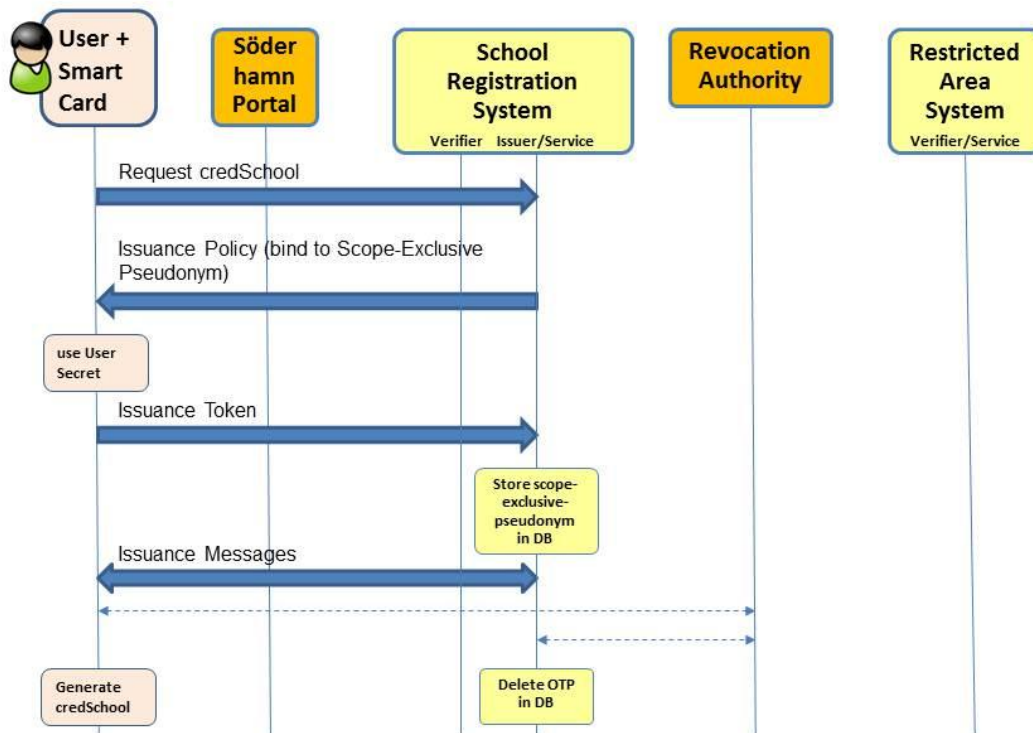 User +
Smart
Card
Söder
hamn
Portal
School
Registration
System
Verifier Issuer/Service
Revocation
Authority
Restricted
Area
System
Verifier/Service
Request credSchool
Issuance Policy (bind to Scope-Exclusive
Pseudonym)
use User
Secret
Issuance Token
Store scope-
exclusive-
pseudonym
in DB
Issuance Messages
Generate
credSchool
Delete OTP
in DB